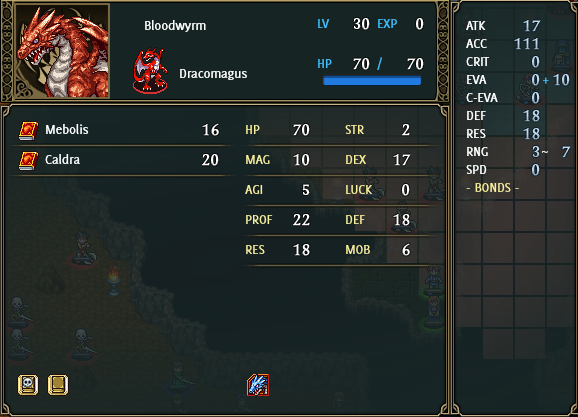 Bloodwyrm
LV 30 EXP 0
Dracomagus
HP 70 / 70
Mebolis 16
Caldra 20
HP 70 STR 2
MAG 10 DEX 17
AGI 5 LUCK 0
PROF 22 DEF 18
RES 18 MOB 6
ATK 17
ACC 111
CRIT 0
EVA 0 + 10
C-EVA 0
DEF 18
RES 18
RNG 3~ 7
SPD 0
- BONDS -